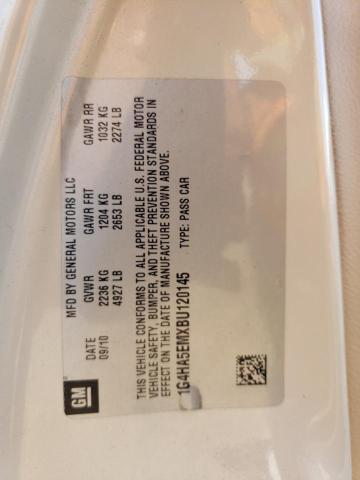 GM
MFD BY GENERAL MOTORS LLC
DATE GVWR GAWR FRT GAWR RR
09/10 2236 KG 1204 KG 1032 KG
4927 LB 2653 LB 2274 LB
THIS VEHICLE CONFORMS TO ALL APPLICABLE U.S. FEDERAL MOTOR
VEHICLE SAFETY, BUMPER, AND THEFT PREVENTION STANDARDS IN
EFFECT ON THE DATE OF MANUFACTURE SHOWN ABOVE.
1G4HA5EMXBU120145 TYPE: PASS CAR